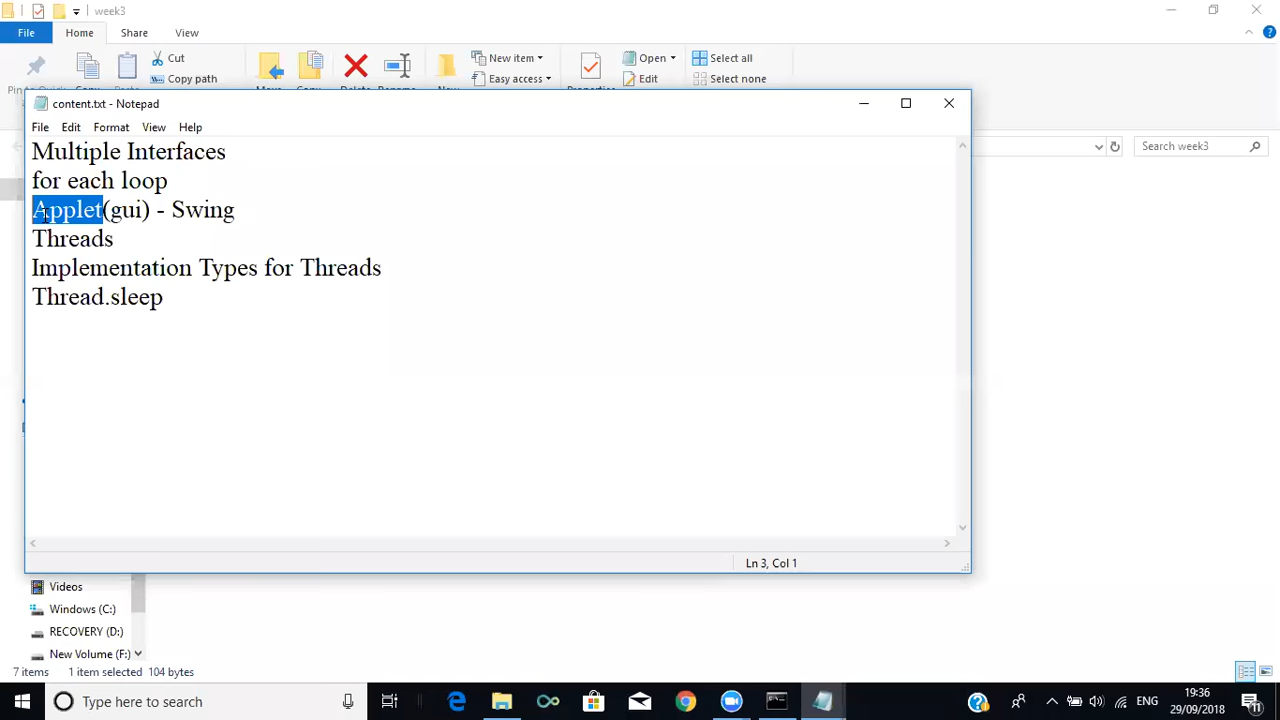 week3
File Home Share View
Cut
Copy path
New item
Easy access
Open
Edit
Select all
Select none
content.txt - Notepad
File Edit Format View Help
Search week3
Multiple Interfaces
for each loop
Applet(gui) - Swing
Threads
Implementation Types for Threads
Thread.sleep
Ln 3, Col 1
Videos
Windows (C:)
RECOVERY (D:)
New Volume (F:)
7 items 1 item selected 104 bytes
Type here to search
ENG
19:36
29/09/2018
11